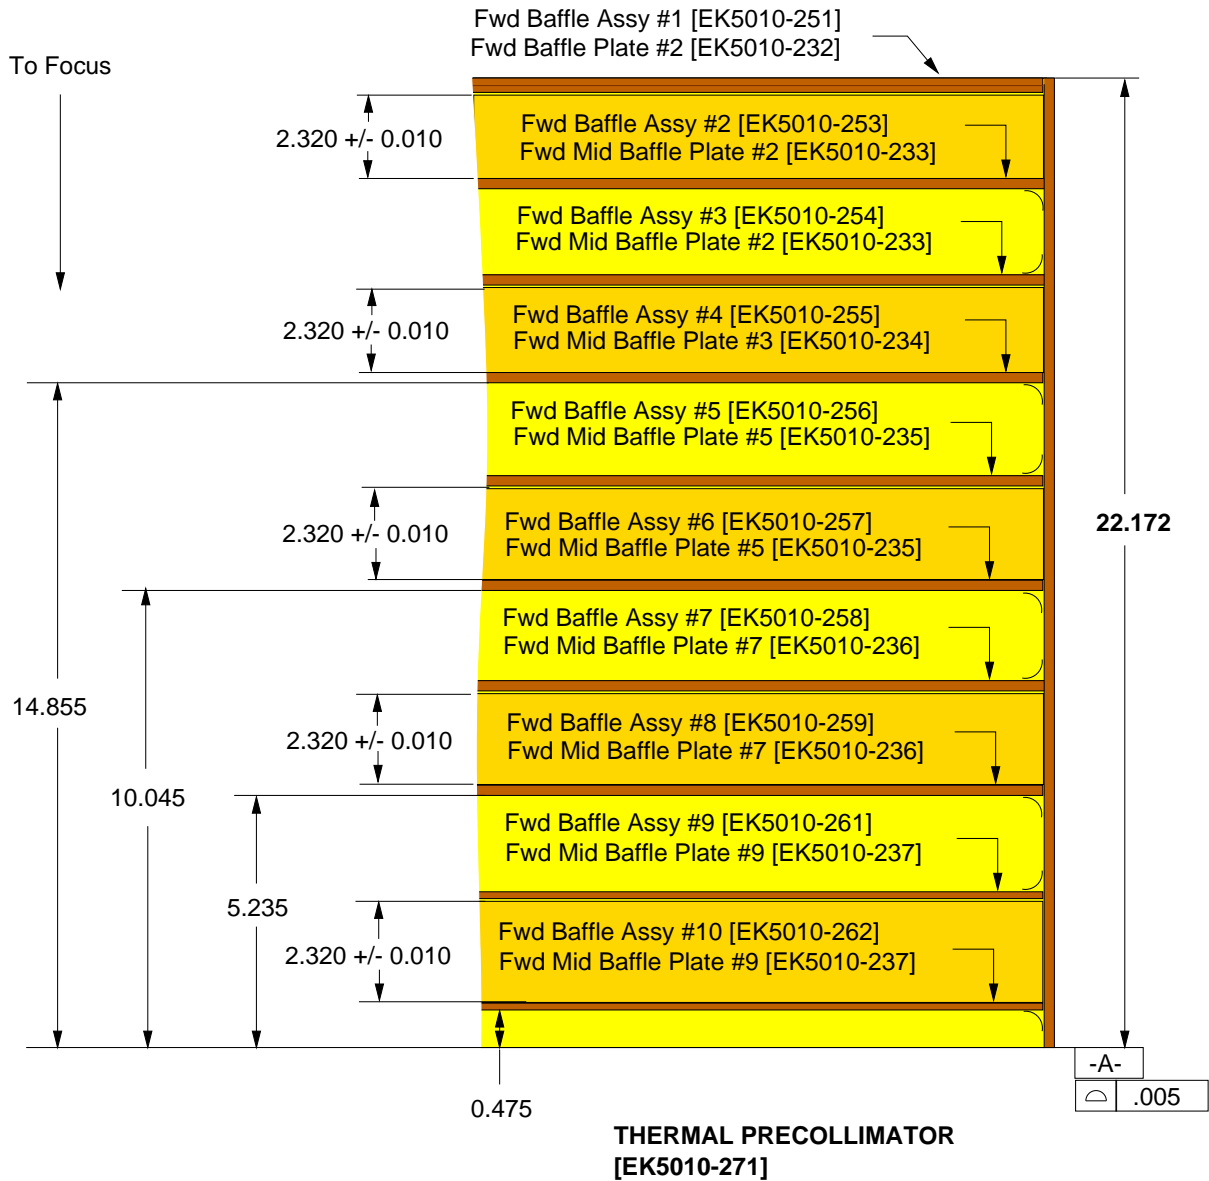 Fwd Baffle Assy #1 [EK5010-251]
Fwd Baffle Plate #2 [EK5010-232]
To Focus
2.320 +/- 0.010
Fwd Baffle Assy #2 [EK5010-253]
Fwd Mid Baffle Plate #2 [EK5010-233]
Fwd Baffle Assy #3 [EK5010-254]
Fwd Mid Baffle Plate #2 [EK5010-233]
2.320 +/- 0.010
Fwd Baffle Assy #4 [EK5010-255]
Fwd Mid Baffle Plate #3 [EK5010-234]
Fwd Baffle Assy #5 [EK5010-256]
Fwd Mid Baffle Plate #5 [EK5010-235]
2.320 +/- 0.010
Fwd Baffle Assy #6 [EK5010-257]
Fwd Mid Baffle Plate #5 [EK5010-235]
22.172
Fwd Baffle Assy #7 [EK5010-258]
Fwd Mid Baffle Plate #7 [EK5010-236]
14.855
2.320 +/- 0.010
Fwd Baffle Assy #8 [EK5010-259]
Fwd Mid Baffle Plate #7 [EK5010-236]
10.045
Fwd Baffle Assy #9 [EK5010-261]
Fwd Mid Baffle Plate #9 [EK5010-237]
5.235
2.320 +/- 0.010
Fwd Baffle Assy #10 [EK5010-262]
Fwd Mid Baffle Plate #9 [EK5010-237]
-A-
.005
0.475
THERMAL PRECOLLIMATOR
[EK5010-271]